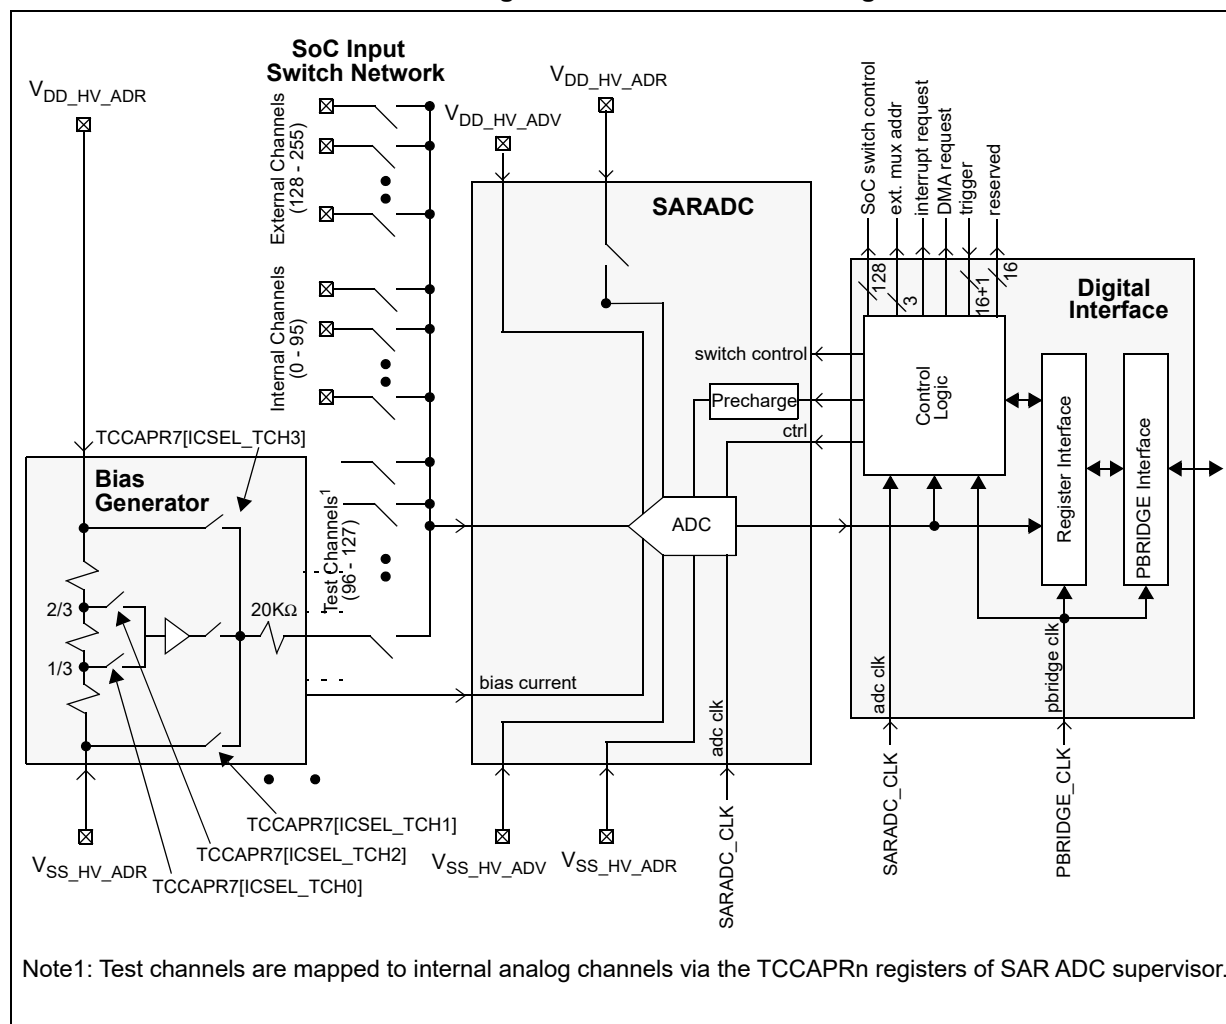 SoC Input
Switch Network
V_DD_HV_ADR
V_DD_HV_ADV
V_DD_HV_ADR
External Channels
(128 - 255)
Internal Channels
(0 - 95)
Test Channels1
(96 - 127)
SoC switch control
ext. mux addr
interrupt request
DMA request
trigger
reserved
128
3
16+1
16
SARADC
Digital
Interface
switch control
Precharge
ctrl
Control
Logic
Register Interface
PBRIDGE Interface
TCCAPR7[ICSEL_TCH3]
Bias
Generator
ADC
2/3
1/3
20KΩ
bias current
adc clk
adc clk
pbridge clk
TCCAPR7[ICSEL_TCH1]
TCCAPR7[ICSEL_TCH2]
TCCAPR7[ICSEL_TCH0]
V_SS_HV_ADR
V_SS_HV_ADV
V_SS_HV_ADR
SARADC_CLK
SARADC_CLK
PBRIDGE_CLK
Note1: Test channels are mapped to internal analog channels via the TCCAPRn registers of SAR ADC supervisor.